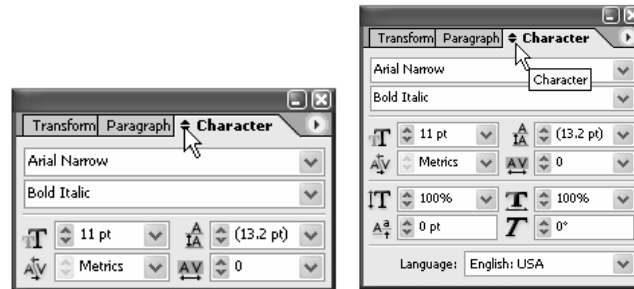 Transform Paragraph Character
Arial Narrow
Bold Italic
11 pt (13.2 pt)
Metrics 0
Transform Paragraph Character
Character
Arial Narrow
Bold Italic
11 pt (13.2 pt)
Metrics 0
100% 100%
0 pt 0°
Language: English: USA